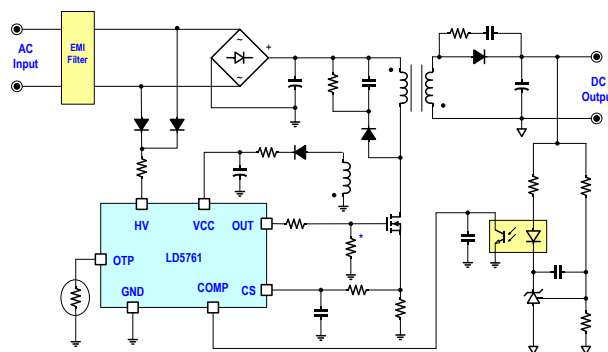 AC
Input
EMI
Filter
~
+
~
DC
Output
HV
VCC
OUT
*
OTP
LD5761
GND
COMP
CS